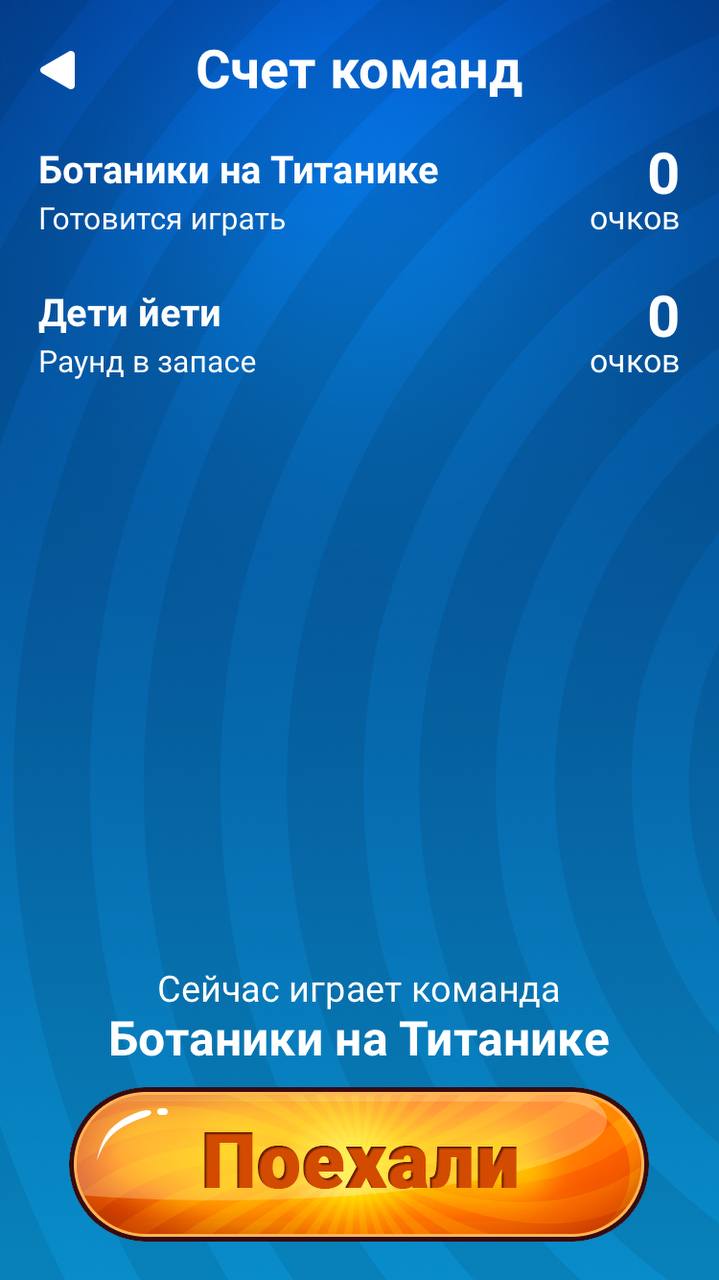 Счет команд
Ботаники на Титанике
0
Готовится играть
очков
Дети йети
0
Раунд в запасе
очков
Сейчас играет команда
Ботаники на Титанике
Поехали